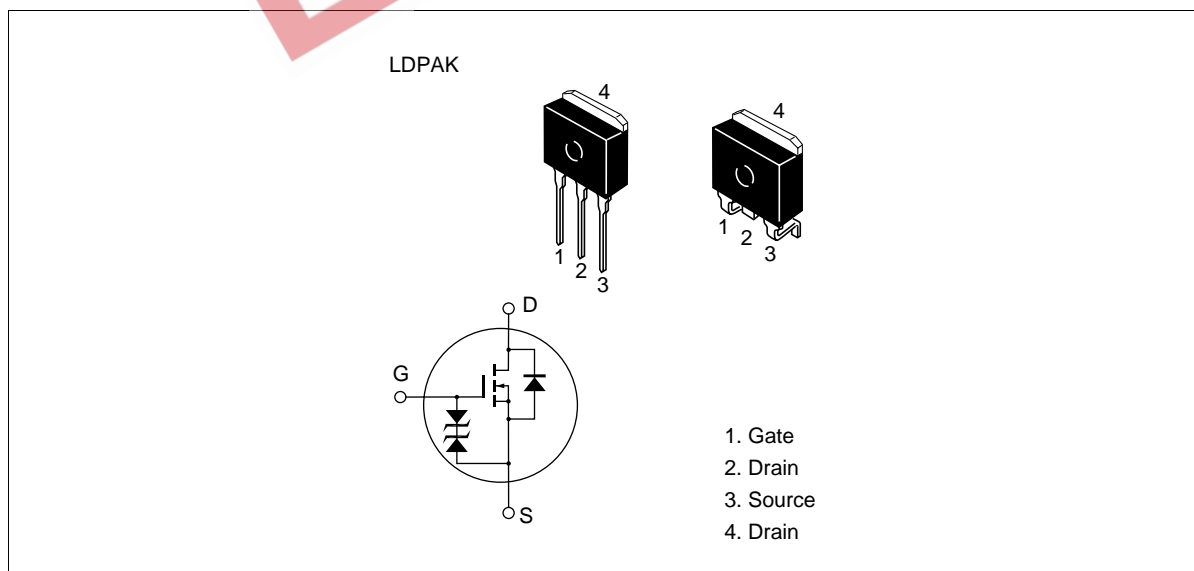 LDPAK
4
4
1
2
3
1
2
3
D
G
S
1. Gate
2. Drain
3. Source
4. Drain